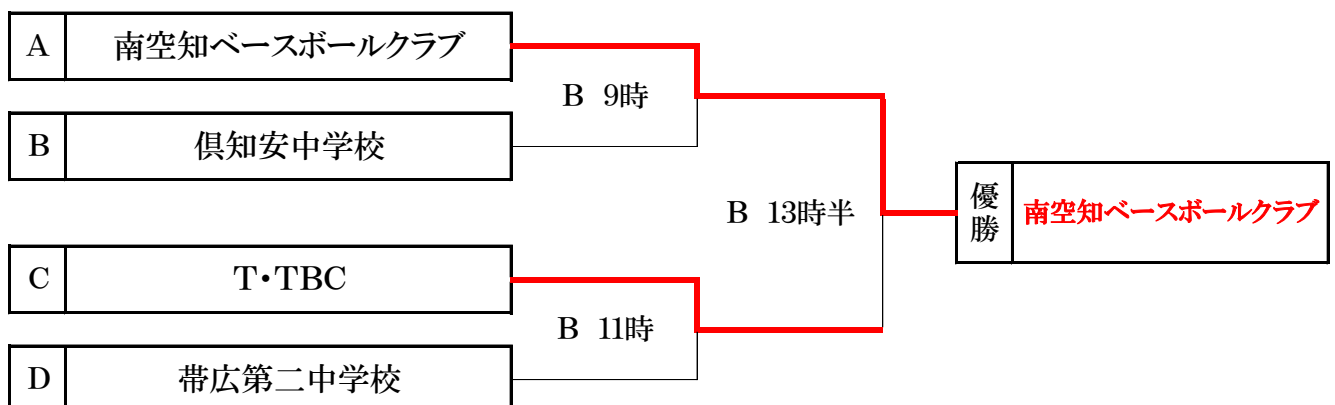 A 南空知ベースボールクラブ
B 9時
B 倶知安中学校
B 13時半
優勝 南空知ベースボールクラブ
C T・TBC
B 11時
D 帯広第二中学校